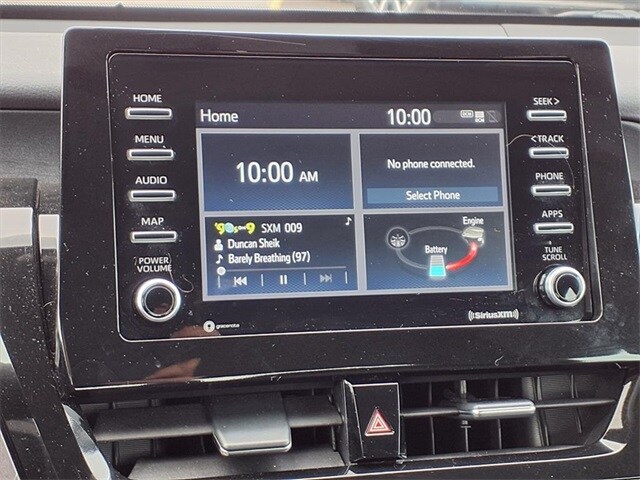 HOME
MENU
AUDIO
MAP
POWER
VOLUME
Home
10:00
DCM
10:00 AM
No phone connected.
Select Phone
90s on 9 SXM 009
Duncan Sheik
Barely Breathing (97)
Engine
Battery
SEEK >
< TRACK
PHONE
APPS
TUNE
SCROLL
gracenote
((SiriusXM))